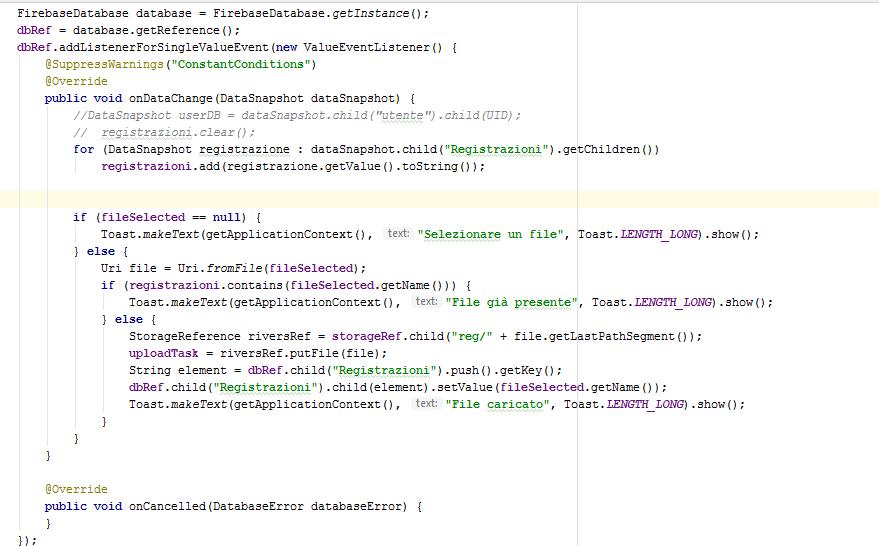 FirebaseDatabase database = FirebaseDatabase.getInstance();
dbRef = database.getReference();
dbRef.addListenerForSingleValueEvent(new ValueEventListener() {
    @SuppressWarnings("ConstantConditions")
    @Override
    public void onDataChange(DataSnapshot dataSnapshot) {
        //DataSnapshot userDB = dataSnapshot.child("utente").child(UID);
        //  registrazioni.clear();
        for (DataSnapshot registrazione : dataSnapshot.child("Registrazioni").getChildren())
            registrazioni.add(registrazione.getValue().toString());
        if (fileSelected == null) {
            Toast.makeText(getApplicationContext(), text: "Selezionare un file", Toast.LENGTH_LONG).show();
        } else {
            Uri file = Uri.fromFile(fileSelected);
            if (registrazioni.contains(fileSelected.getName())) {
                Toast.makeText(getApplicationContext(), text: "File già presente", Toast.LENGTH_LONG).show();
            } else {
                StorageReference riversRef = storageRef.child("reg/" + file.getLastPathSegment());
                uploadTask = riversRef.putFile(file);
                String element = dbRef.child("Registrazioni").push().getKey();
                dbRef.child("Registrazioni").child(element).setValue(fileSelected.getName());
                Toast.makeText(getApplicationContext(), text: "File caricato", Toast.LENGTH_LONG).show();
            }
        }
    }
    @Override
    public void onCancelled(DatabaseError databaseError) {
    }
});